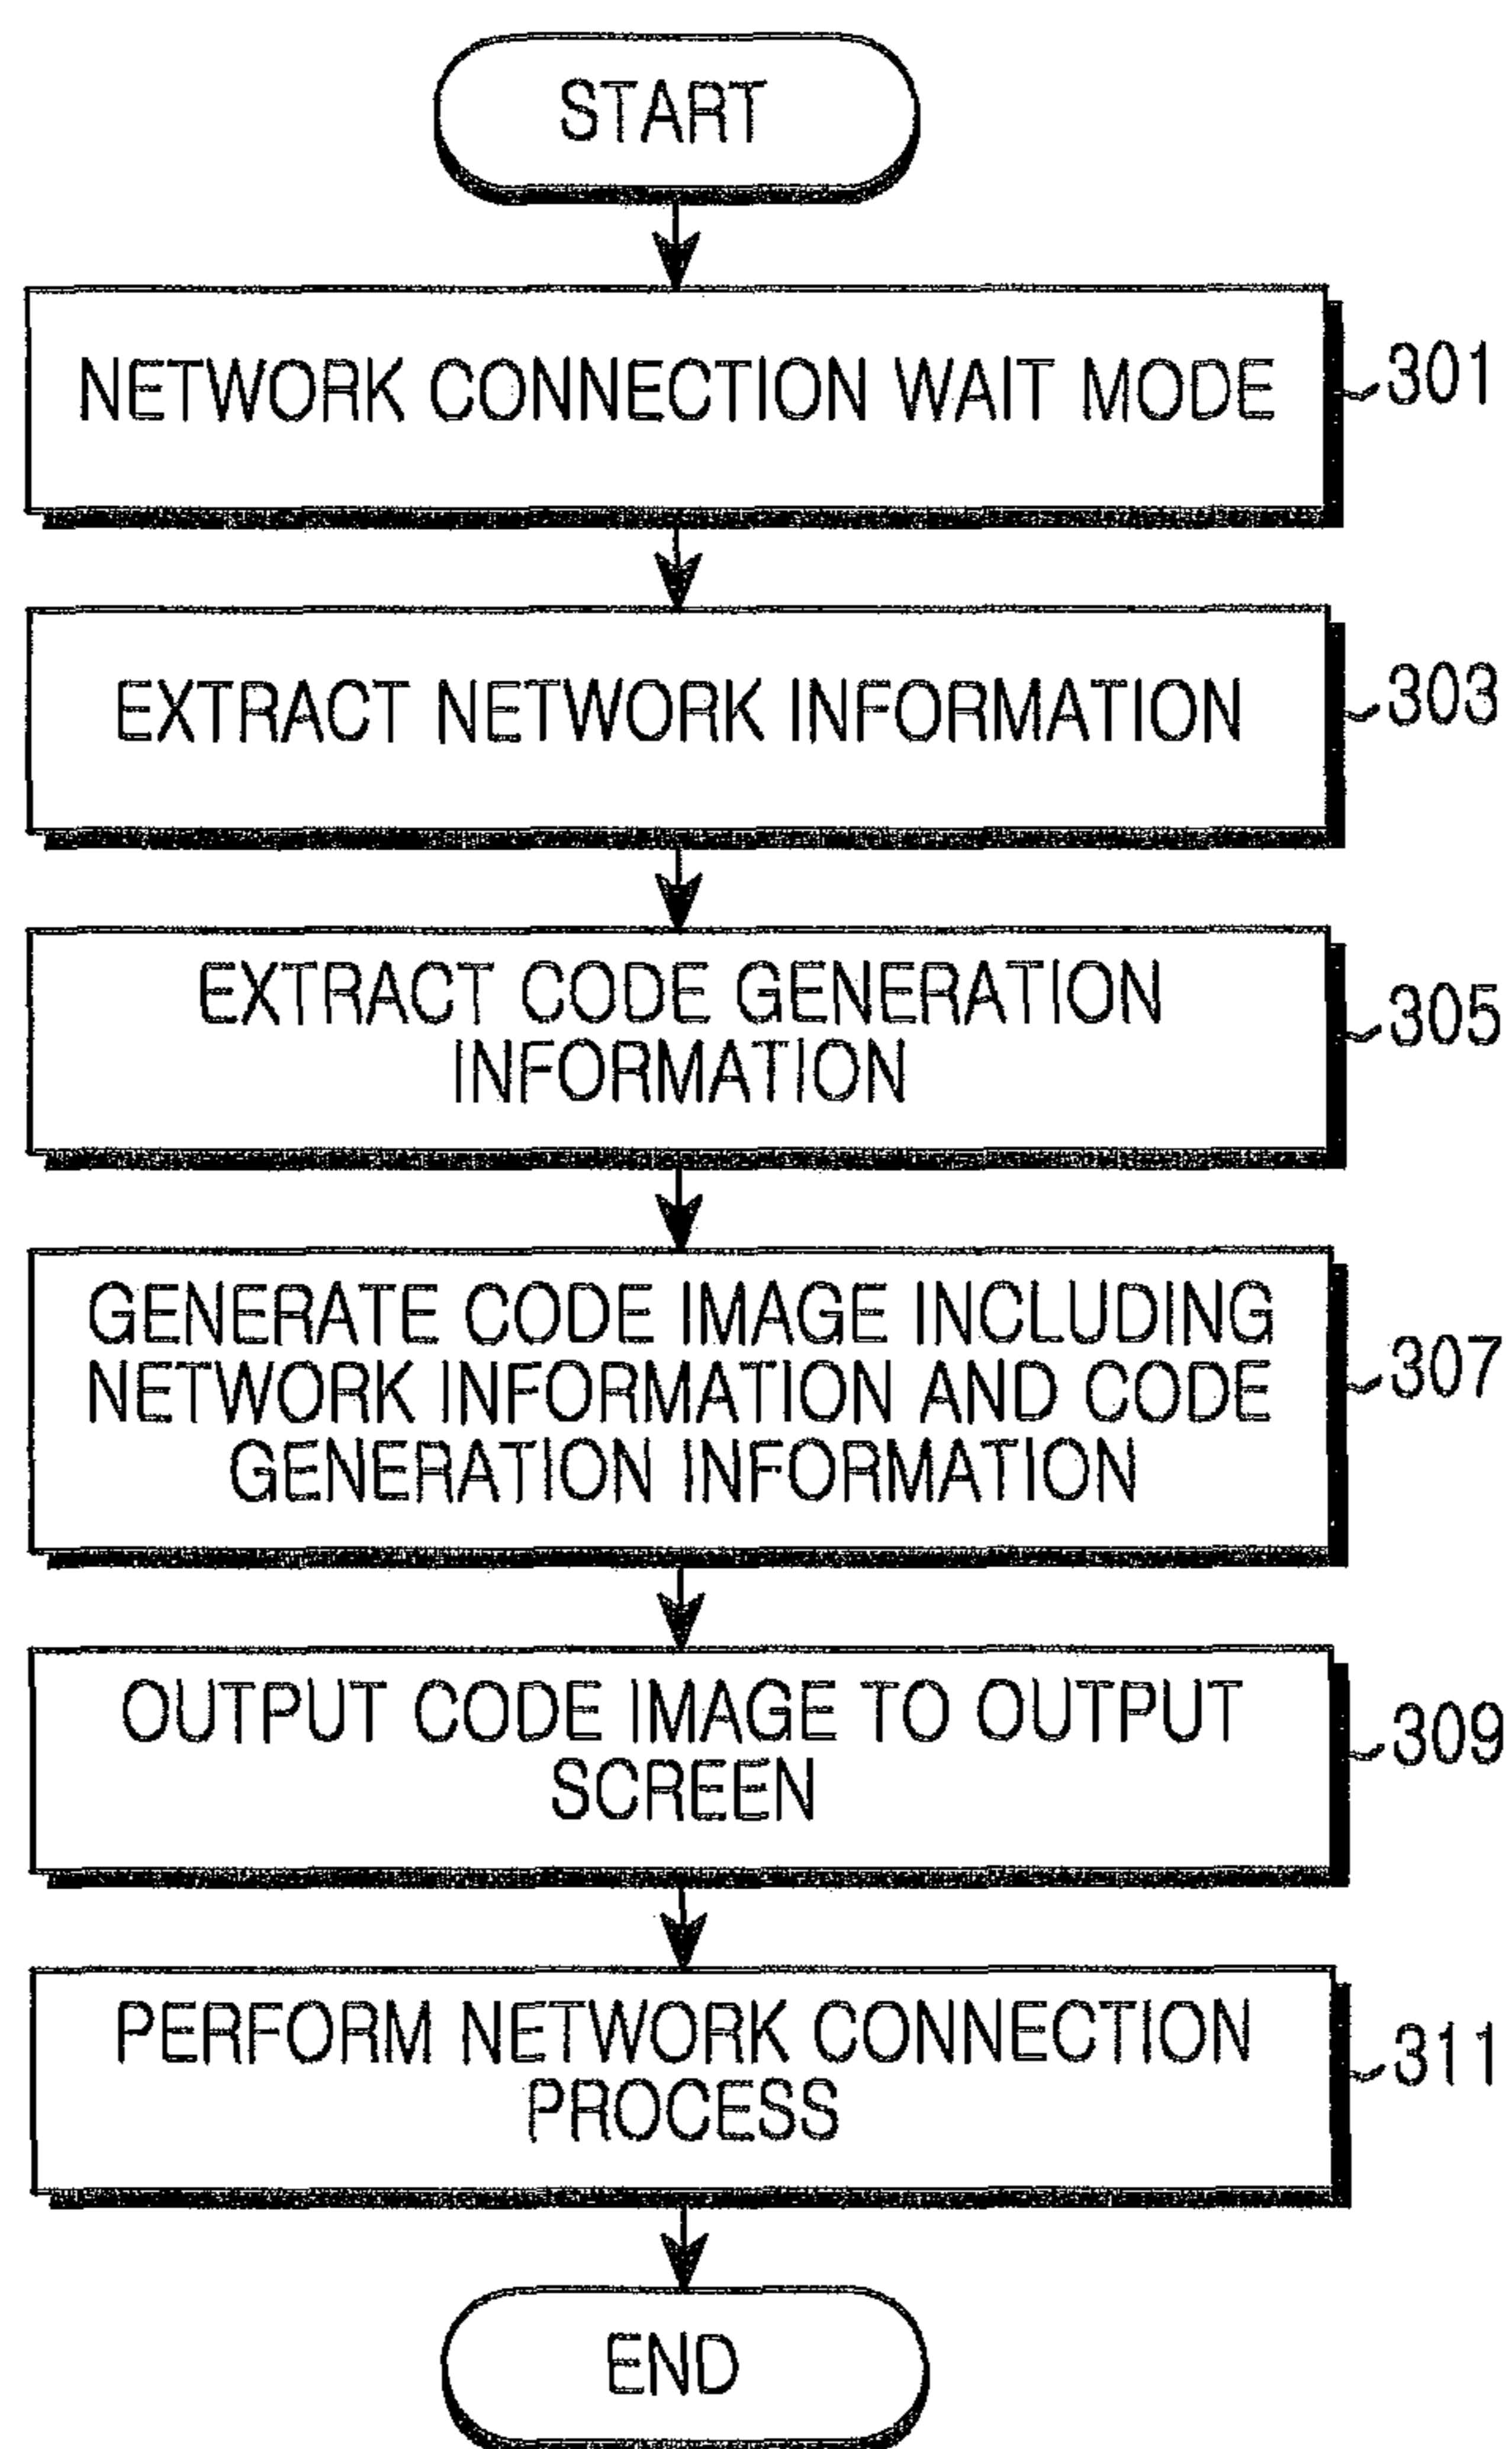 START
NETWORK CONNECTION WAIT MODE
301
EXTRACT NETWORK INFORMATION
303
EXTRACT CODE GENERATION
INFORMATION
305
GENERATE CODE IMAGE INCLUDING
NETWORK INFORMATION AND CODE
GENERATION INFORMATION
307
OUTPUT CODE IMAGE TO OUTPUT
SCREEN
309
PERFORM NETWORK CONNECTION
PROCESS
311
END